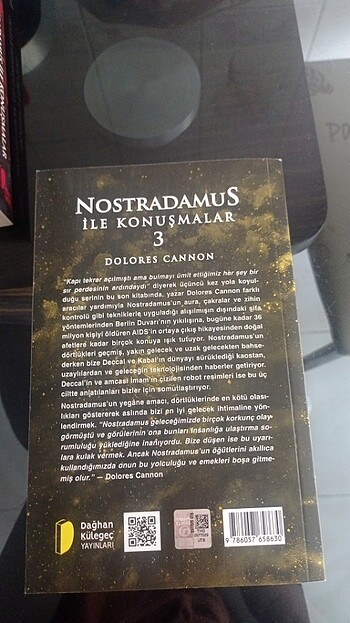 NOSTRADAMUS
İLE KONUŞMALAR
3
DOLORES CANNON
"Kapı tekrar açılmıştı ama bulmayı ümit ettiğimiz her şey bir
sır perdesinin ardındaydı" diyerek üçüncü kez yola koyul-
duğu serinin bu son kitabında, yazar Dolores Cannon farklı
aracılar yardımıyla Nostradamus'un aura, çakralar ve zihin
kontrolü gibi tekniklerle uyguladığı alışılmışın dışındaki şifa
yöntemlerinden Berlin Duvarı'nın yıkılışına, bugüne kadar 36
milyon kişiyi öldüren AIDS'in ortaya çıkış hikayesinden doğal
afetlere kadar birçok konuya ışık tutuyor. Nostradamus'un
dörtlükleri geçmiş, yakın gelecek ve uzak gelecekten bahse-
derken bize Deccal ve Kabal'ın dünyayı sürüklediği kaostan,
uzaylılardan ve geleceğin teknolojisinden haberler getiriyor.
Deccal'in ve amcası İmam'ın çizilen robot resimleri ise bu üç
ciltte anlatılanları bizler için somutlaştırıyor.
Nostradamus'un yegâne amacı, dörtlüklerinde en kötü olası-
lıkları göstererek aslında bizi en iyi gelecek ihtimaline yön-
lendirmek. "Nostradamus geleceğimizde birçok korkunç olay
görmüştü ve görülerinin ona bunları insanlığa ulaştırma so-
rumluluğu yüklediğine inanıyordu. Bize düşen ise bu uyarı-
lara kulak vermek. Ancak Nostradamus'un öğütlerini akıllıca
kullandığımızda onun bu yolculuğu ve emekleri boşa gitme-
miş olur." — Dolores Cannon
Dağhan
Külegeç
YAYINLARI
9 786057 658630